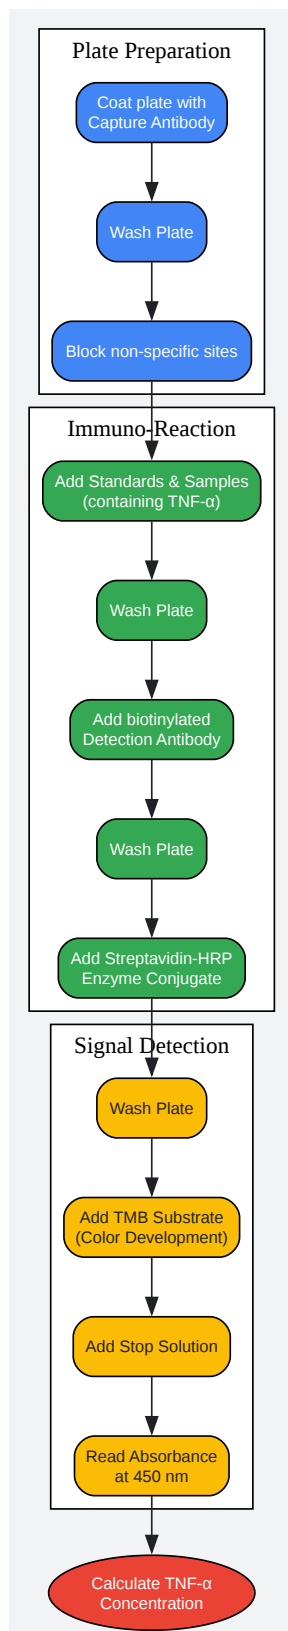 Plate Preparation
Coat plate with
Capture Antibody
Wash Plate
Block non-specific sites
Immuno-Reaction
Add Standards & Samples
(containing TNF-α)
Wash Plate
Add biotinylated
Detection Antibody
Wash Plate
Add Streptavidin-HRP
Enzyme Conjugate
Signal Detection
Wash Plate
Add TMB Substrate
(Color Development)
Add Stop Solution
Read Absorbance
at 450 nm
Calculate TNF-α
Concentration